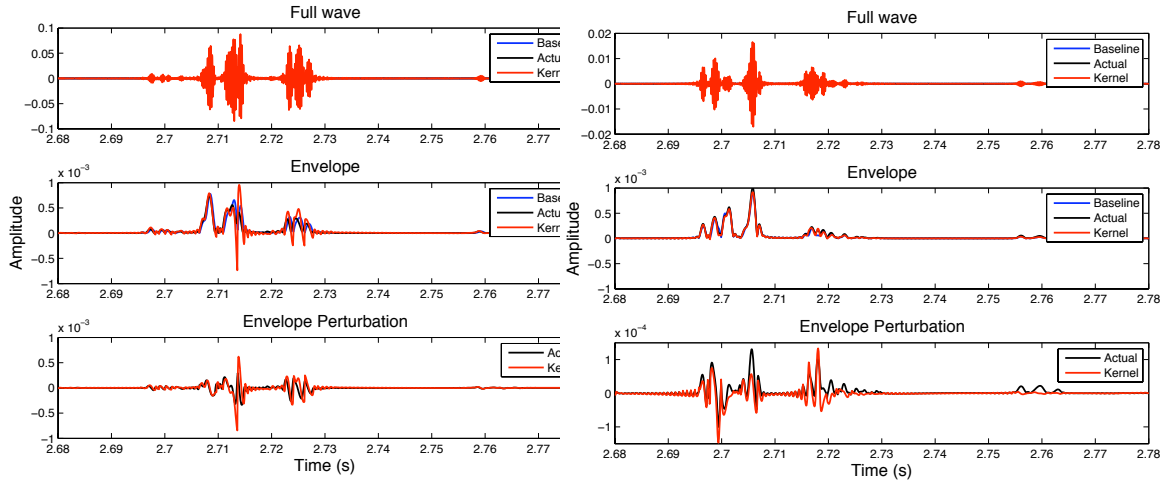 Full wave
0.1
0.05
0
−0.05
−0.1
2.68 2.69 2.7 2.71 2.72 2.73 2.74 2.75 2.76 2.77
Actu
Kern
Envelope
x 10⁻³
1
0.5
0
−0.5
−1
2.68 2.69 2.7 2.71 2.72 2.73 2.74 2.75 2.76 2.77
Amplitude
Envelope Perturbation
x 10⁻³
1
0.5
0
−0.5
−1
2.68 2.69 2.7 2.71 2.72 2.73 2.74 2.75 2.76 2.77
Time (s)
Full wave
0.02
0.01
0
−0.01
−0.02
2.68 2.69 2.7 2.71 2.72 2.73 2.74 2.75 2.76 2.77 2.78
Baseline
Actual
Kernel
Envelope
x 10⁻³
1
0.5
0
−0.5
−1
2.68 2.69 2.7 2.71 2.72 2.73 2.74 2.75 2.76 2.77 2.78
Baseline
Actual
Kernel
Amplitude
Envelope Perturbation
x 10⁻⁴
1
0
−1
2.68 2.69 2.7 2.71 2.72 2.73 2.74 2.75 2.76 2.77 2.78
Actual
Kernel
Time (s)